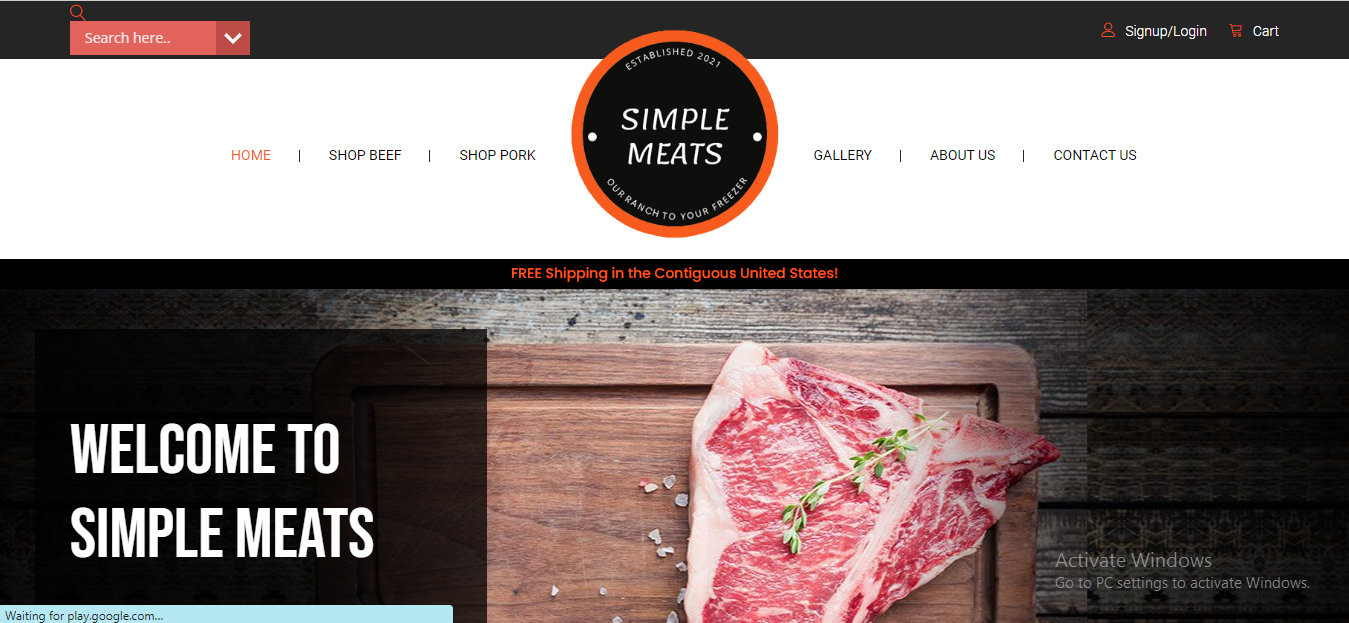 Search here..
Signup/Login
Cart
ESTABLISHED 2021
SIMPLE
MEATS
OUR RANCH TO YOUR FREEZER
HOME | SHOP BEEF | SHOP PORK
GALLERY | ABOUT US | CONTACT US
FREE Shipping in the Contiguous United States!
WELCOME TO
SIMPLE MEATS
Activate Windows
Go to PC settings to activate Windows.
Waiting for play.google.com...